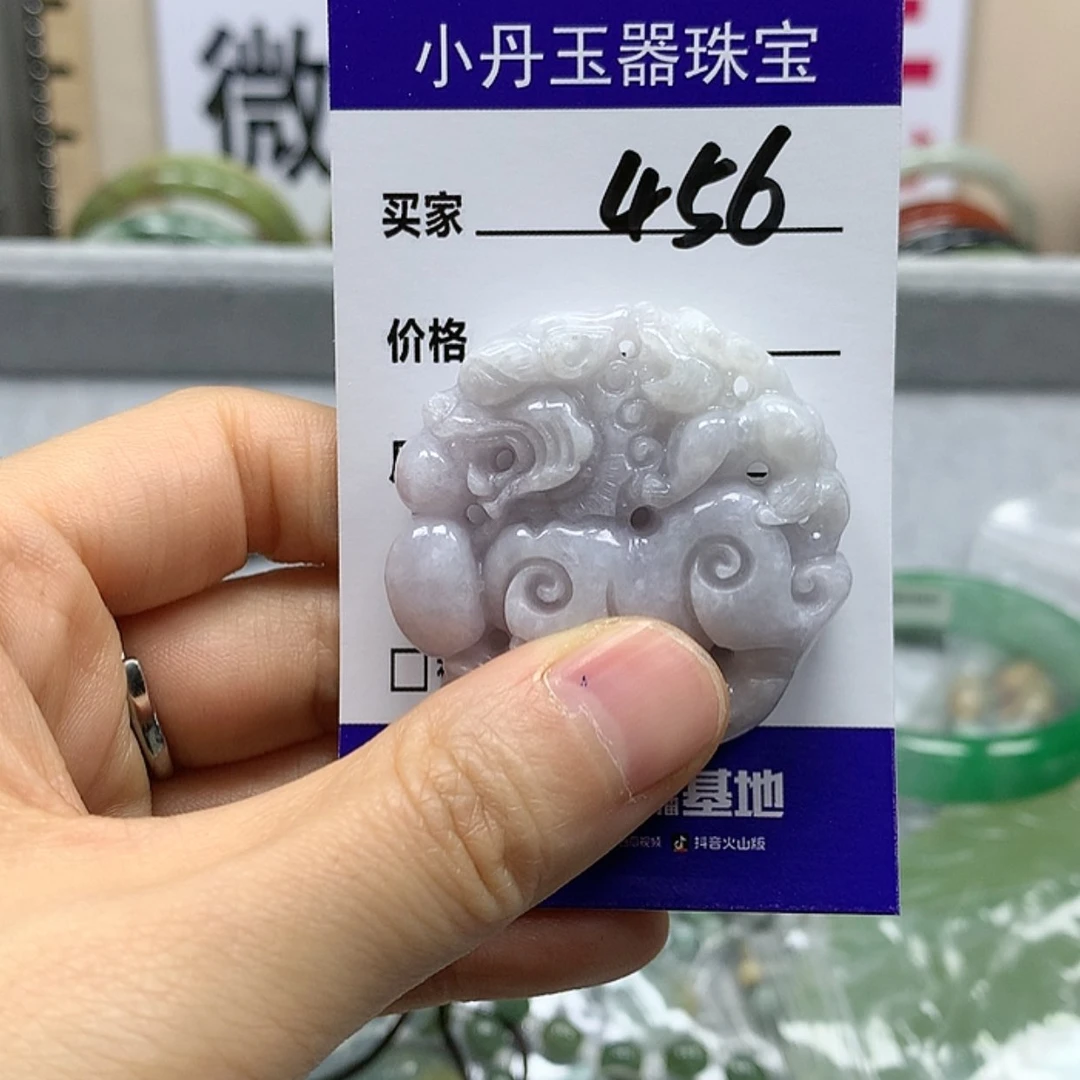 微
小丹玉器珠宝
买家 456
价格
基地
抖音火山版